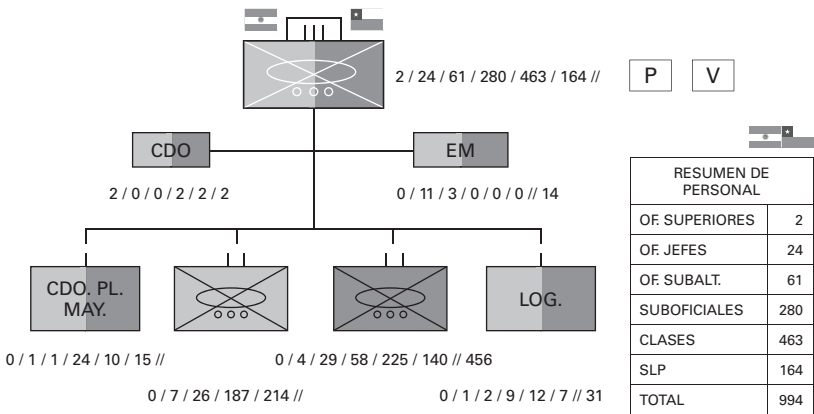 2 / 24 / 61 / 280 / 463 / 164 //
P V
CDO
EM
2 / 0 / 0 / 2 / 2 / 2
0 / 11 / 3 / 0 / 0 / 0 // 14
CDO. PL.
MAY.
LOG.
0 / 1 / 1 / 24 / 10 / 15 //
0 / 4 / 29 / 58 / 225 / 140 // 456
0 / 7 / 26 / 187 / 214 //
0 / 1 / 2 / 9 / 12 / 7 // 31
RESUMEN DE
PERSONAL
OF. SUPERIORES 2
OF. JEFES 24
OF. SUBALT. 61
SUBOFICIALES 280
CLASES 463
SLP 164
TOTAL 994